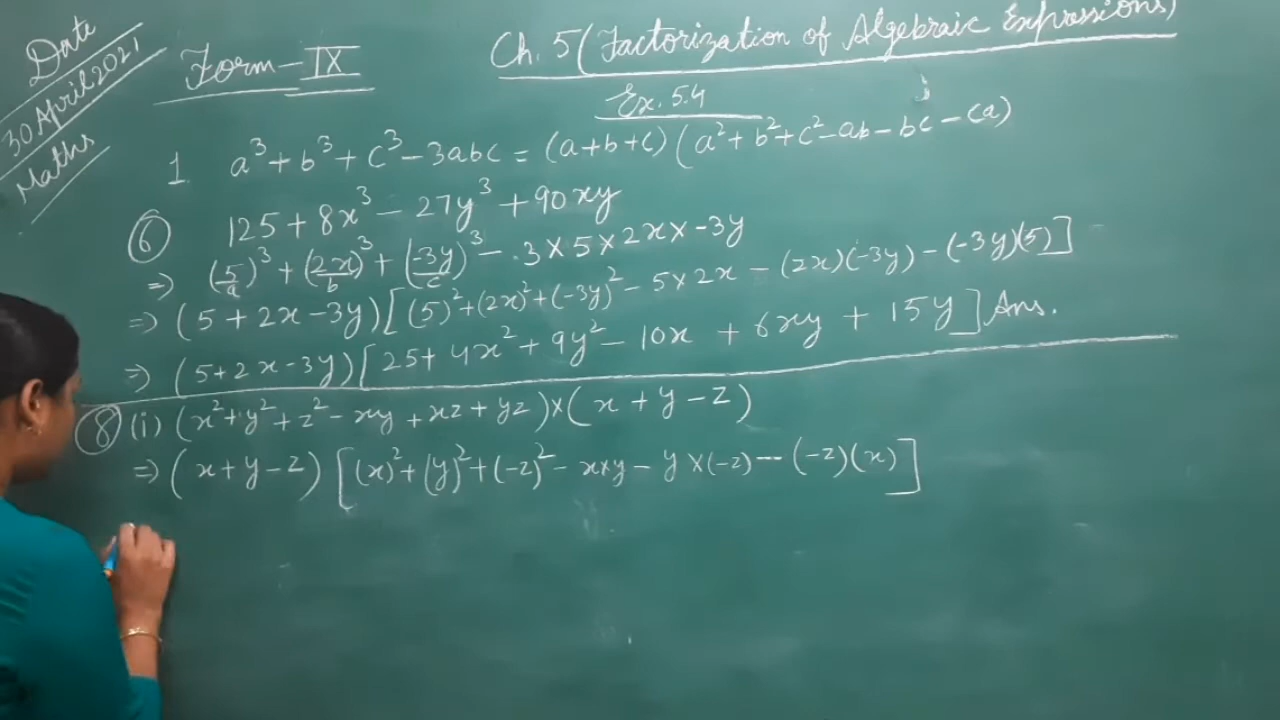 Date
30 April 2021
Maths
Form - IX
Ch. 5 (Factorization of Algebraic Expressions)
Ex. 5.4
1. a³ + b³ + c³ - 3abc = (a+b+c) (a² + b² + c² - ab - bc - ca)
⑥ 125 + 8x³ - 27y³ + 90xy
⇒ (5)³ + (2x)³ + (-3y)³ - 3×5×2x×-3y
a b c
⇒ (5 + 2x - 3y) [(5)² + (2x)² + (-3y)² - 5×2x - (2x)(-3y) - (-3y)(5)]
⇒ (5+2x-3y) [25 + 4x² + 9y² - 10x + 6xy + 15y] Ans.
⑧ (i) (x² + y² + z² - xy + xz + yz) × (x + y - z)
⇒ (x + y - z) [(x)² + (y)² + (-z)² - x×y - y×(-z) - (-z)(x)]